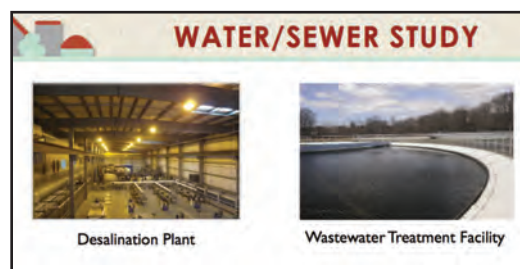 WATER/SEWER STUDY
Desalination Plant
Wastewater Treatment Facility